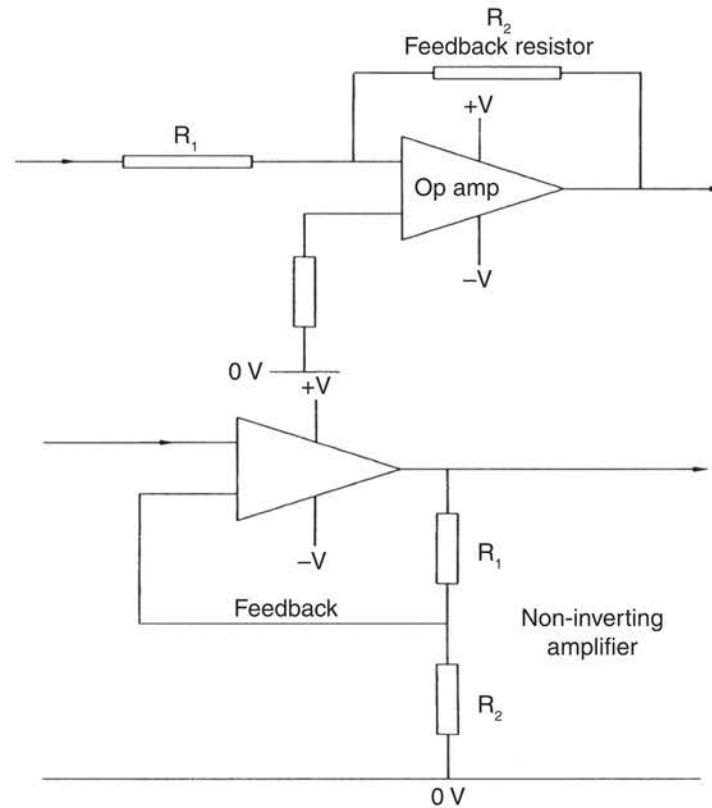 R₂
Feedback resistor
+V
R₁
Op amp
–V
0 V
+V
–V
R₁
Feedback
Non-inverting
amplifier
R₂
0 V